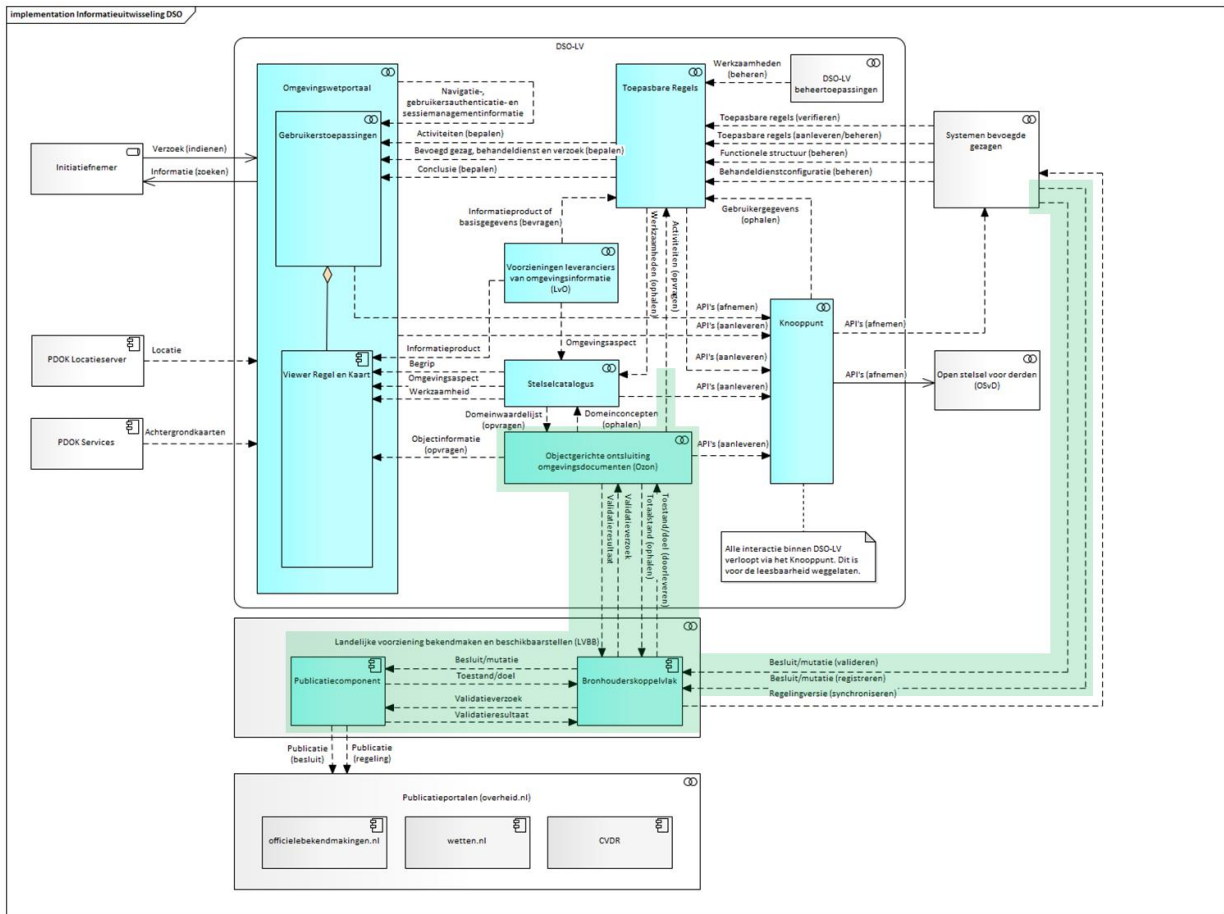 implementation Informatieuitwisseling DSO
DSO-LV
Omgevingswetportaal
Navigatie-,
gebruikersauthenticatie- en
sessiemanagementinformatie
Toepasbare Regels
Werkzaamheden
(beheren)
DSO-LV
beheertoepassingen
Gebruikerstoepassingen
Activiteiten (bepalen)
Bevoegd gezag, behandeldienst en verzoek (bepalen)
Conclusie (bepalen)
Toepasbare regels (verifieren)
Toepasbare regels (aanleveren/beheren)
Functionele structuur (beheren)
Behandeldienstconfiguratie (beheren)
Systemen bevoegde
gezagen
Initiatiefnemer
Verzoek (indienen)
Informatie (zoeken)
Informatieproduct of
basisgegevens (bevragen)
Werkzaamheden (ophalen)
Activiteiten (opvragen)
Gebruikergegevens
(ophalen)
Voorzieningen leveranciers
van omgevingsinformatie
(LvO)
API's (afnemen)
API's (aanleveren)
Knooppunt
API's (afnemen)
PDOK Locatieserver
Locatie
Viewer Regel en Kaart
Informatieproduct
Omgevingsaspect
Begrip
Omgevingsaspect
Werkzaamheid
Stelselcatalogus
API's (aanleveren)
API's (aanleveren)
API's (afnemen)
Open stelsel voor derden
(OSvD)
Domeinwaardelijst
(opvragen)
Domeinconcepten
(ophalen)
PDOK Services
Achtergrondkaarten
Objectinformatie
(opvragen)
Objectgerichte ontsluiting
omgevingsdocumenten (Ozon)
API's (aanleveren)
Validatieresultaat
Validatieverzoek
Totaalstand (ophalen)
Toestand/doel (doorleveren)
Alle interactie binnen DSO-LV
verloopt via het Knooppunt. Dit is
voor de leesbaarheid weggelaten.
Landelijke voorziening bekendmaken en beschikbaarstellen (LVBB)
Publicatiecomponent
Besluit/mutatie
Toestand/doel
Validatieverzoek
Validatieresultaat
Bronhouderskoppelvlak
Besluit/mutatie (valideren)
Besluit/mutatie (registreren)
Regelingversie (synchroniseren)
Publicatie
(besluit)
Publicatie
(regeling)
Publicatieportalen (overheid.nl)
officielebekendmakingen.nl
wetten.nl
CVDR